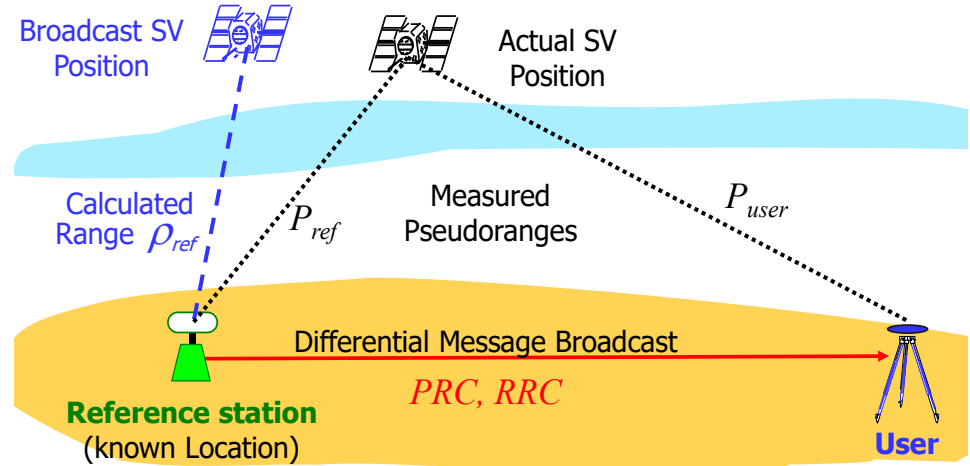 Broadcast SV
Position
Actual SV
Position
Calculated
Range ρref
Pref
Measured
Pseudoranges
Puser
Differential Message Broadcast
PRC, RRC
Reference station
(known Location)
User